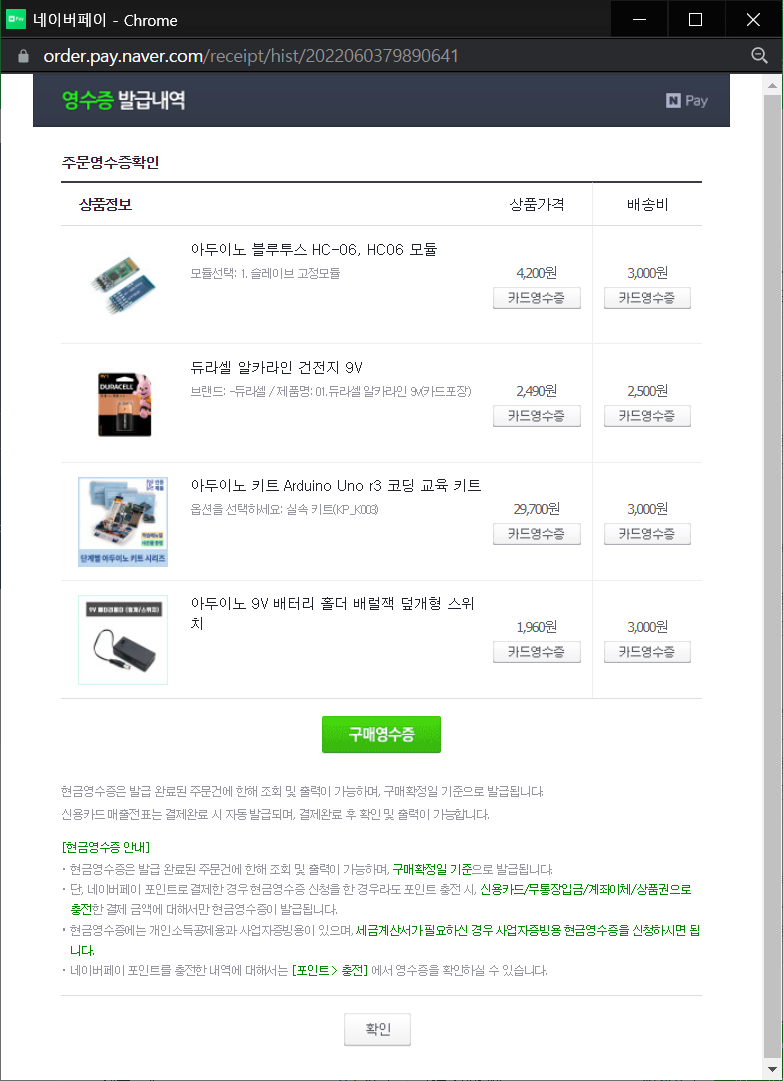 네이버페이 - Chrome
order.pay.naver.com/receipt/hist/2022060379890641
영수증 발급내역
N Pay
주문영수증확인
상품정보 상품가격 배송비
아두이노 블루투스 HC-06, HC06 모듈
모듈선택: 1. 슬레이브 고정모듈
4,200원 3,000원
카드영수증 카드영수증
듀라셀 알카라인 건전지 9V
브랜드: -듀라셀 / 제품명: 01.듀라셀 알카라인 9v(카드포장)
DURACELL
2,490원 2,500원
카드영수증 카드영수증
아두이노 키트 Arduino Uno r3 코딩 교육 키트
옵션을 선택하세요: 실속 키트(KP_K003)
29,700원 3,000원
카드영수증 카드영수증
단계별 아두이노 키트 시리즈
아두이노 9V 배터리 홀더 배럴잭 덮개형 스위
치
9V 배터리홀더 (덮개/스위치)
1,960원 3,000원
카드영수증 카드영수증
구매영수증
현금영수증은 발급 완료된 주문건에 한해 조회 및 출력이 가능하며, 구매확정일 기준으로 발급됩니다.
신용카드 매출전표는 결제완료 시 자동 발급되며, 결제완료 후 확인 및 출력이 가능합니다.
[현금영수증 안내]
· 현금영수증은 발급 완료된 주문건에 한해 조회 및 출력이 가능하며, 구매확정일 기준으로 발급됩니다.
· 단, 네이버페이 포인트로 결제한 경우 현금영수증 신청을 한 경우라도 포인트 충전 시, 신용카드/무통장입금/계좌이체/상품권으로
충전한 결제 금액에 대해서만 현금영수증이 발급됩니다.
· 현금영수증에는 개인소득공제용과 사업자증빙용이 있으며, 세금계산서가 필요하신 경우 사업자증빙용 현금영수증을 신청하시면 됩
니다.
· 네이버페이 포인트를 충전한 내역에 대해서는 [포인트 > 충전] 에서 영수증을 확인하실 수 있습니다.
확인